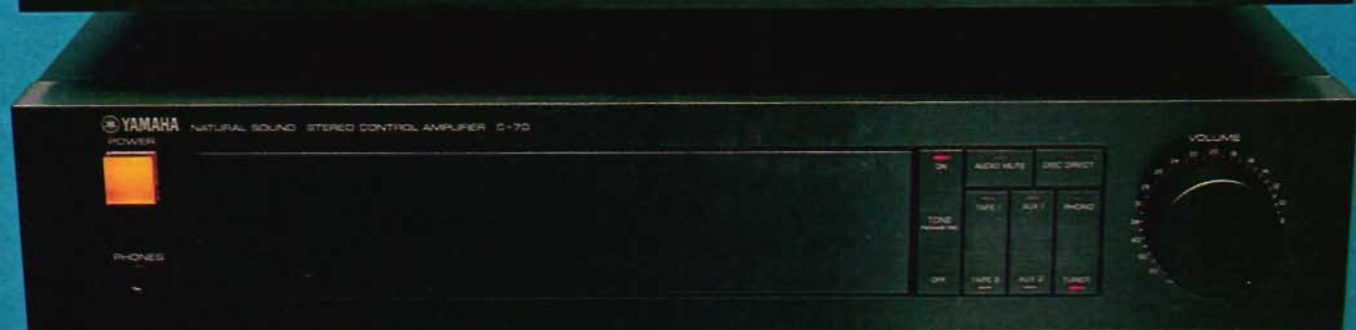 YAMAHA NATURAL SOUND STEREO CONTROL AMPLIFIER C-70
POWER
VOLUME
ON
AUDIO MUTE
DISC DIRECT
TAPE 1
AUX 1
PHONO
TONE
PHONES
OFF
TAPE 2
AUX 2
TUNER